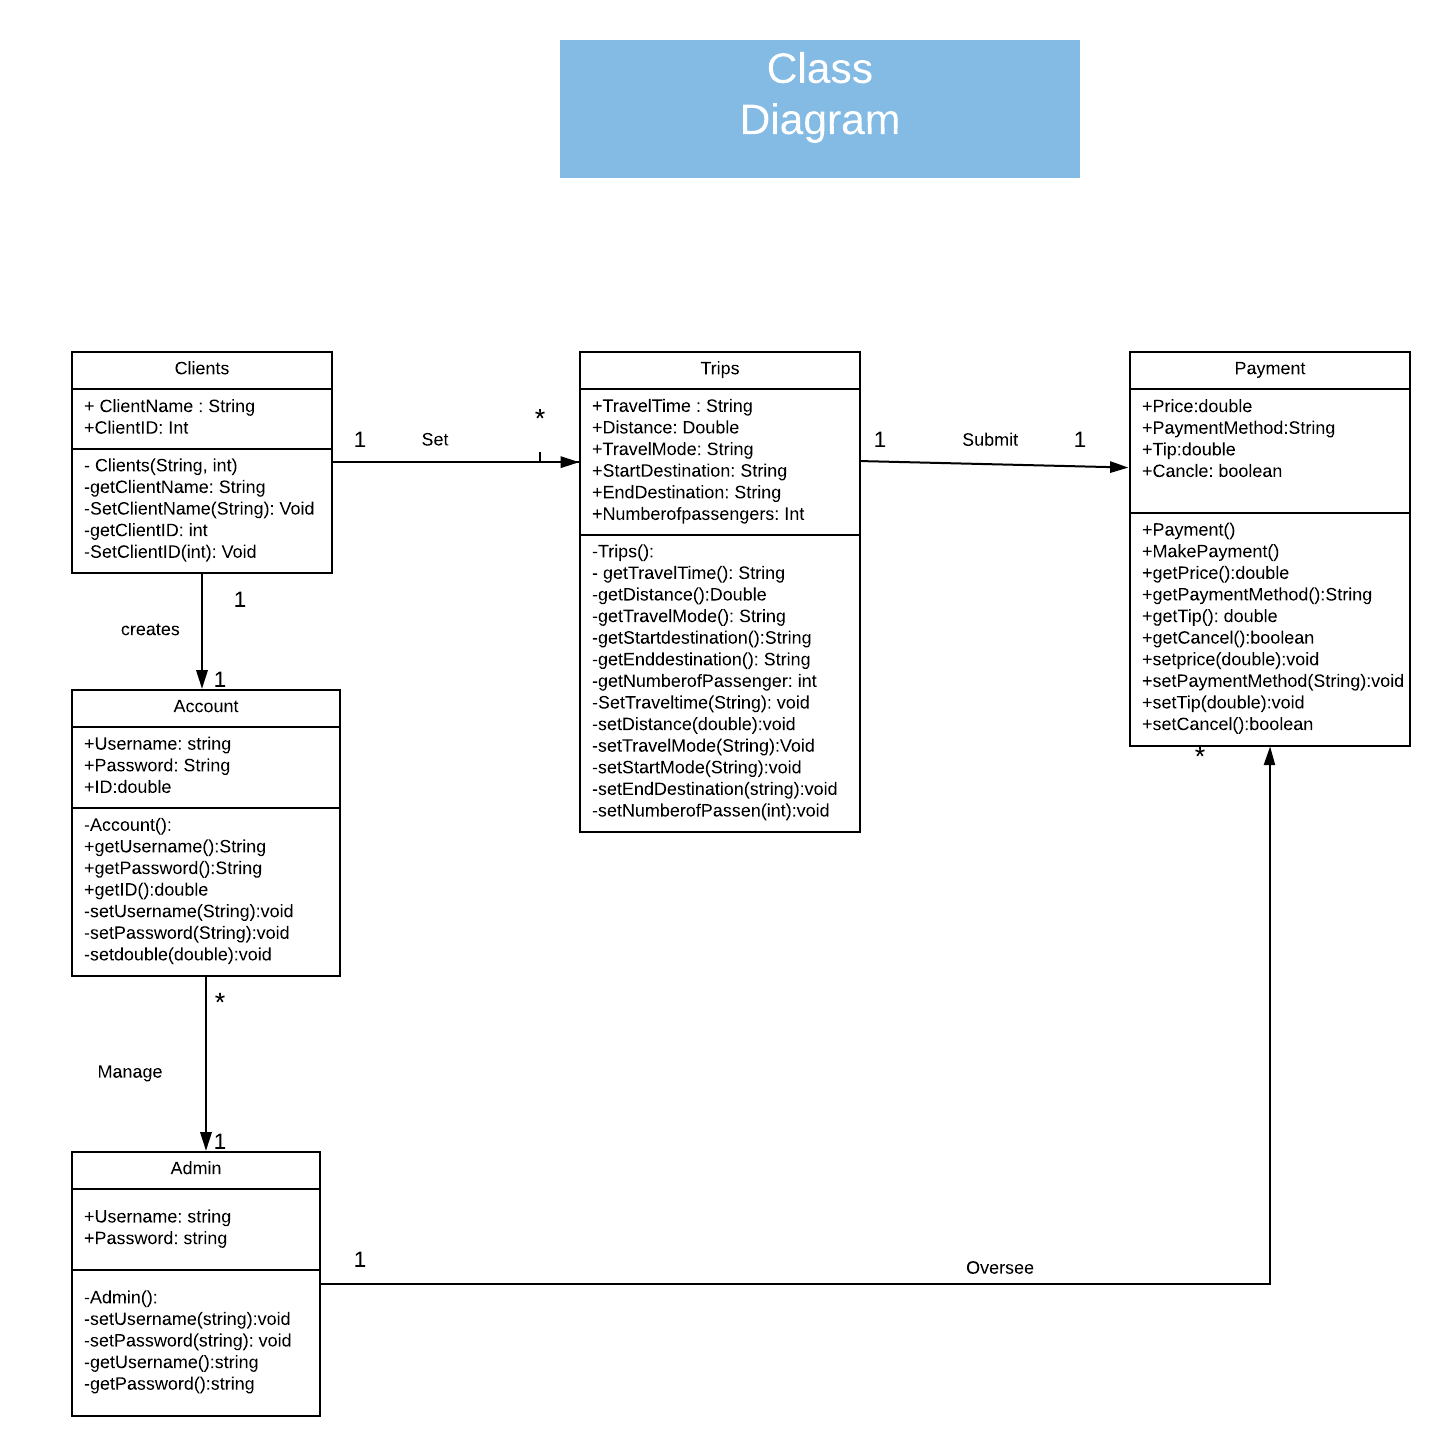 Class
Diagram
Clients
+ ClientName : String
+ClientID: Int
- Clients(String, int)
-getClientName: String
-SetClientName(String): Void
-getClientID: int
-SetClientID(int): Void
1
Set
*
Trips
+TravelTime : String
+Distance: Double
+TravelMode: String
+StartDestination: String
+EndDestination: String
+Numberofpassengers: Int
-Trips():
- getTravelTime(): String
-getDistance():Double
-getTravelMode(): String
-getStartdestination():String
-getEnddestination(): String
-getNumberofPassenger: int
-SetTraveltime(String): void
-setDistance(double):void
-setTravelMode(String):Void
-setStartMode(String):void
-setEndDestination(string):void
-setNumberofPassen(int):void
1
Submit
1
Payment
+Price:double
+PaymentMethod:String
+Tip:double
+Cancle: boolean
+Payment()
+MakePayment()
+getPrice():double
+getPaymentMethod():String
+getTip(): double
+getCancel():boolean
+setprice(double):void
+setPaymentMethod(String):void
+setTip(double):void
+setCancel():boolean
*
1
creates
1
Account
+Username: string
+Password: String
+ID:double
-Account():
+getUsername():String
+getPassword():String
+getID():double
-setUsername(String):void
-setPassword(String):void
-setdouble(double):void
*
Manage
1
Admin
+Username: string
+Password: string
-Admin():
-setUsername(string):void
-setPassword(string): void
-getUsername():string
-getPassword():string
1
Oversee